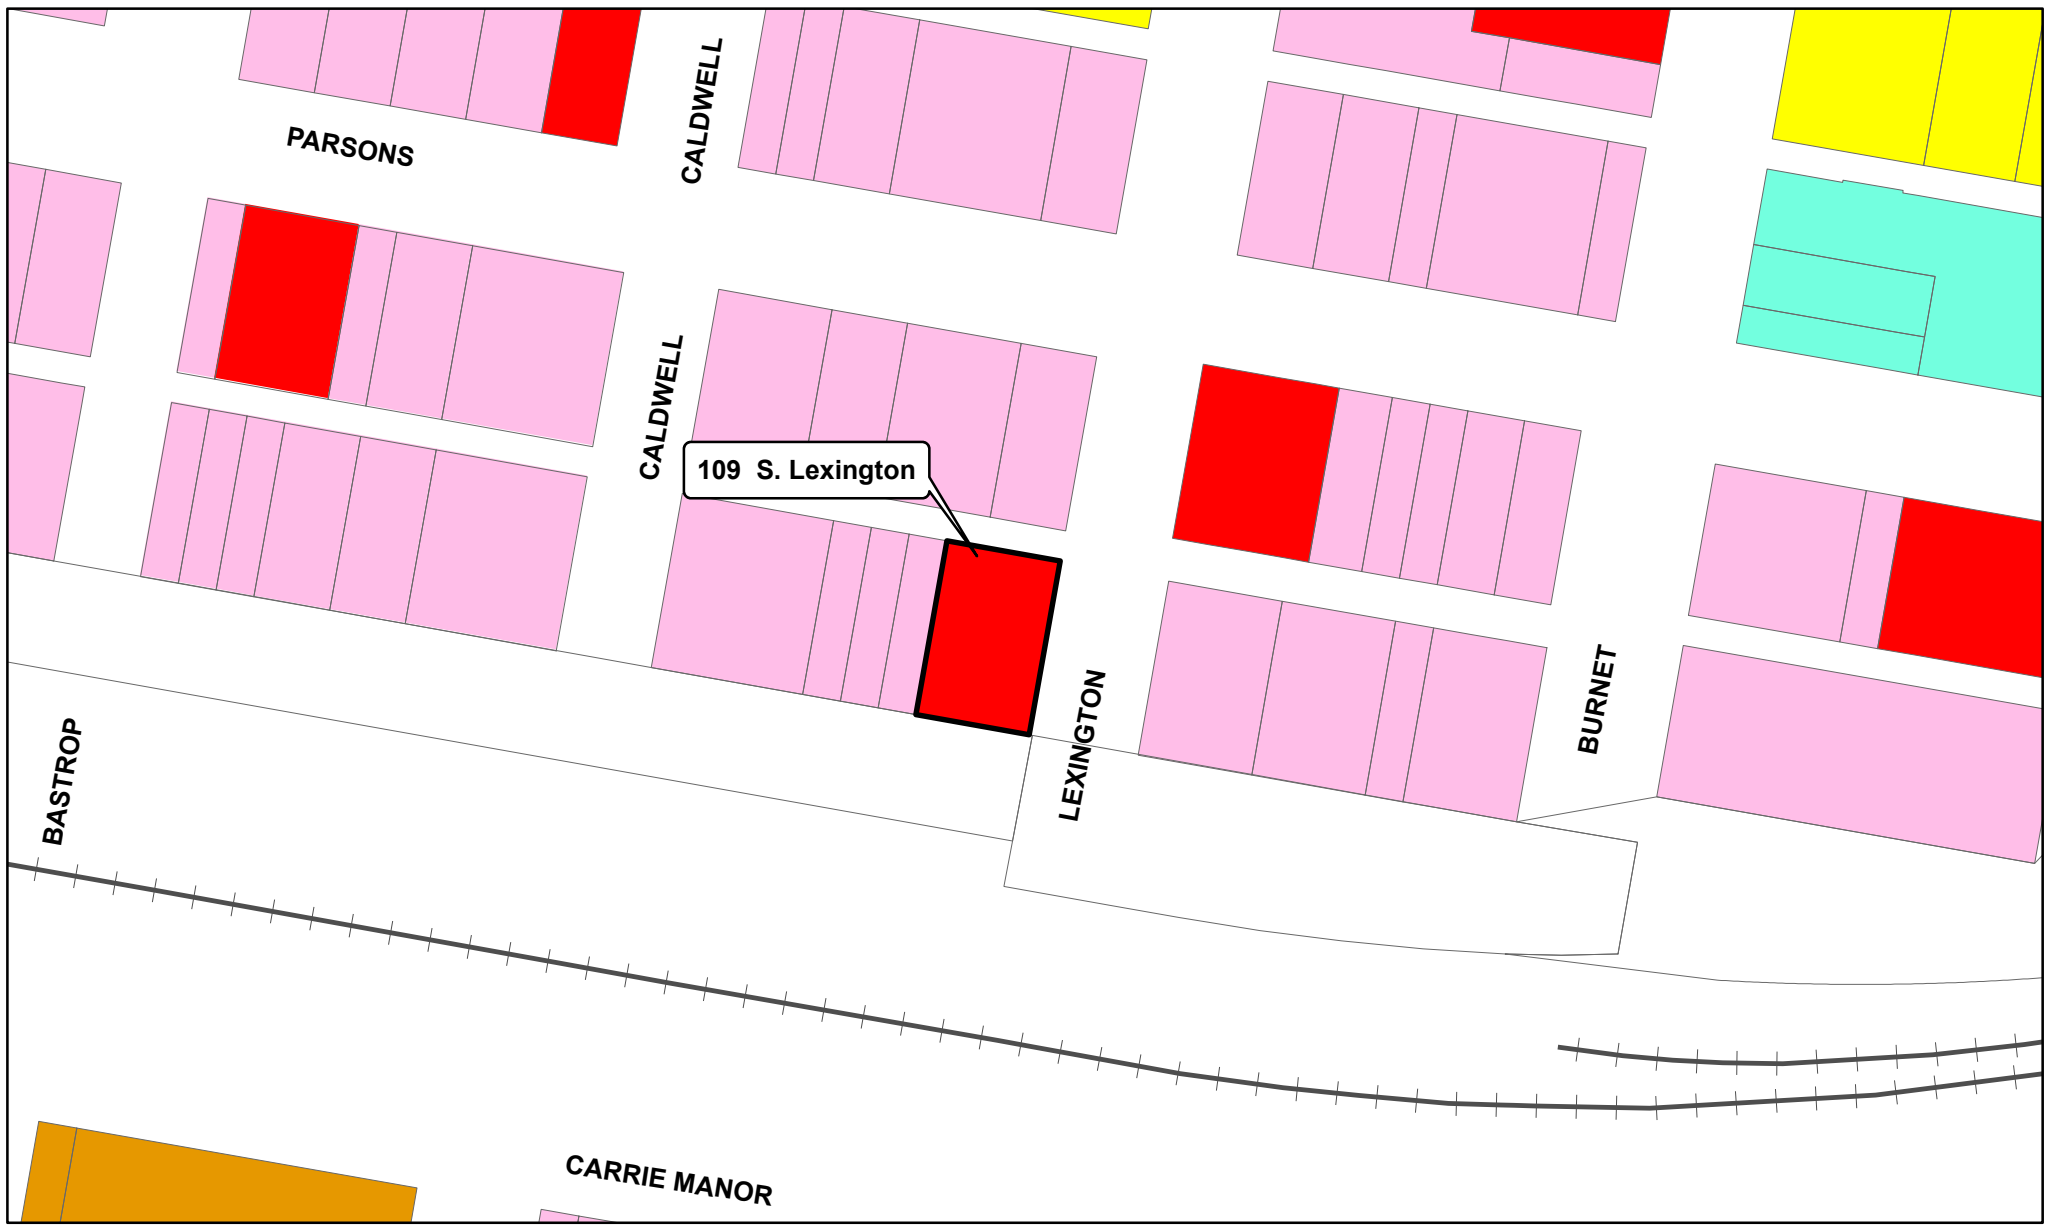 CALDWELL
PARSONS
CALDWELL
109 S. Lexington
BURNET
LEXINGTON
BASTROP
CARRIE MANOR